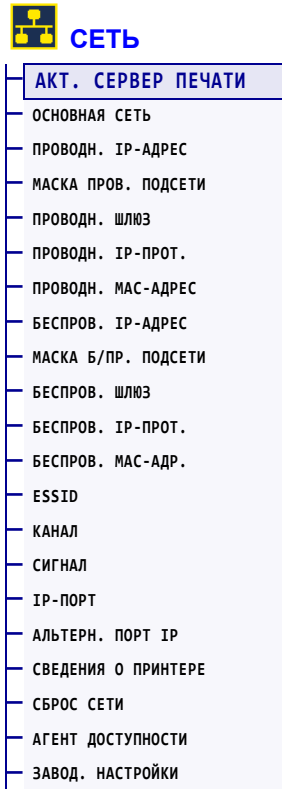 СЕТЬ
АКТ. СЕРВЕР ПЕЧАТИ
ОСНОВНАЯ СЕТЬ
ПРОВОДН. IP-АДРЕС
МАСКА ПРОВ. ПОДСЕТИ
ПРОВОДН. ШЛЮЗ
ПРОВОДН. IP-ПРОТ.
ПРОВОДН. MAC-АДРЕС
БЕСПРОВ. IP-АДРЕС
МАСКА Б/ПР. ПОДСЕТИ
БЕСПРОВ. ШЛЮЗ
БЕСПРОВ. IP-ПРОТ.
БЕСПРОВ. MAC-АДР.
ESSID
КАНАЛ
СИГНАЛ
IP-ПОРТ
АЛЬТЕРН. ПОРТ IP
СВЕДЕНИЯ О ПРИНТЕРЕ
СБРОС СЕТИ
АГЕНТ ДОСТУПНОСТИ
ЗАВОД. НАСТРОЙКИ